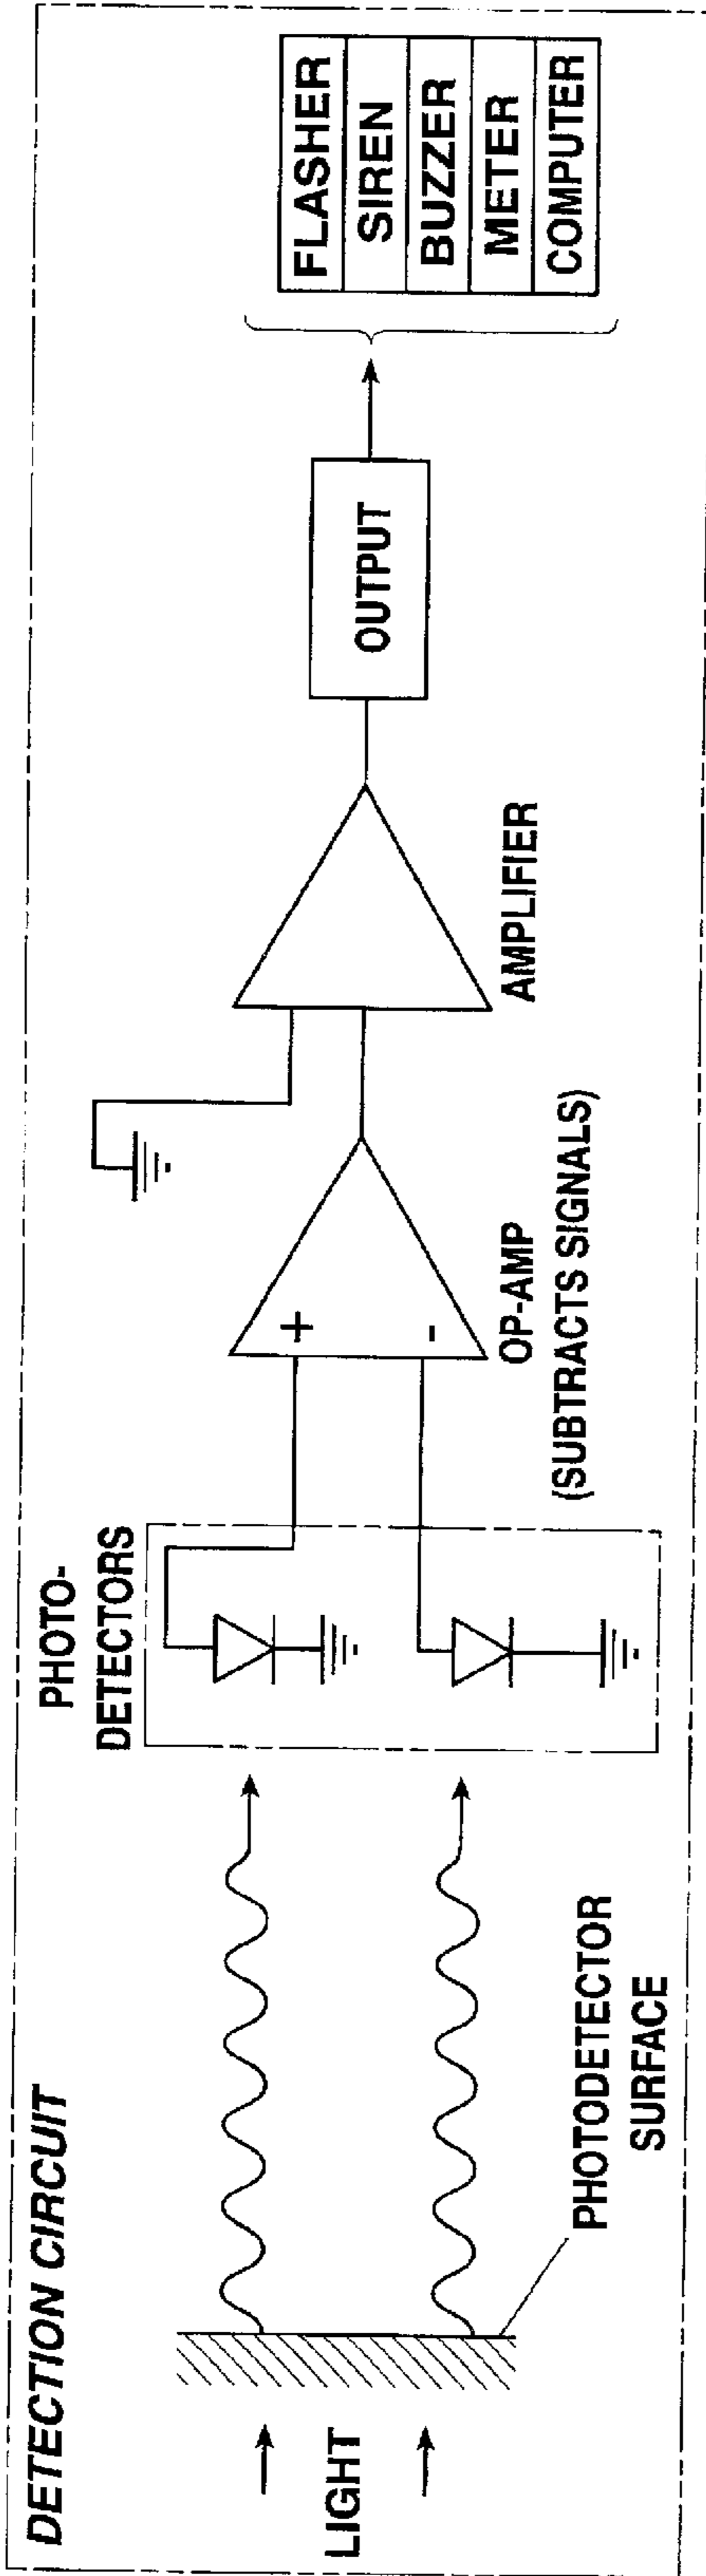 DETECTION CIRCUIT
LIGHT
PHOTODETECTOR
SURFACE
PHOTO-
DETECTORS
+
-
OP-AMP
(SUBTRACTS SIGNALS)
AMPLIFIER
OUTPUT
FLASHER
SIREN
BUZZER
METER
COMPUTER